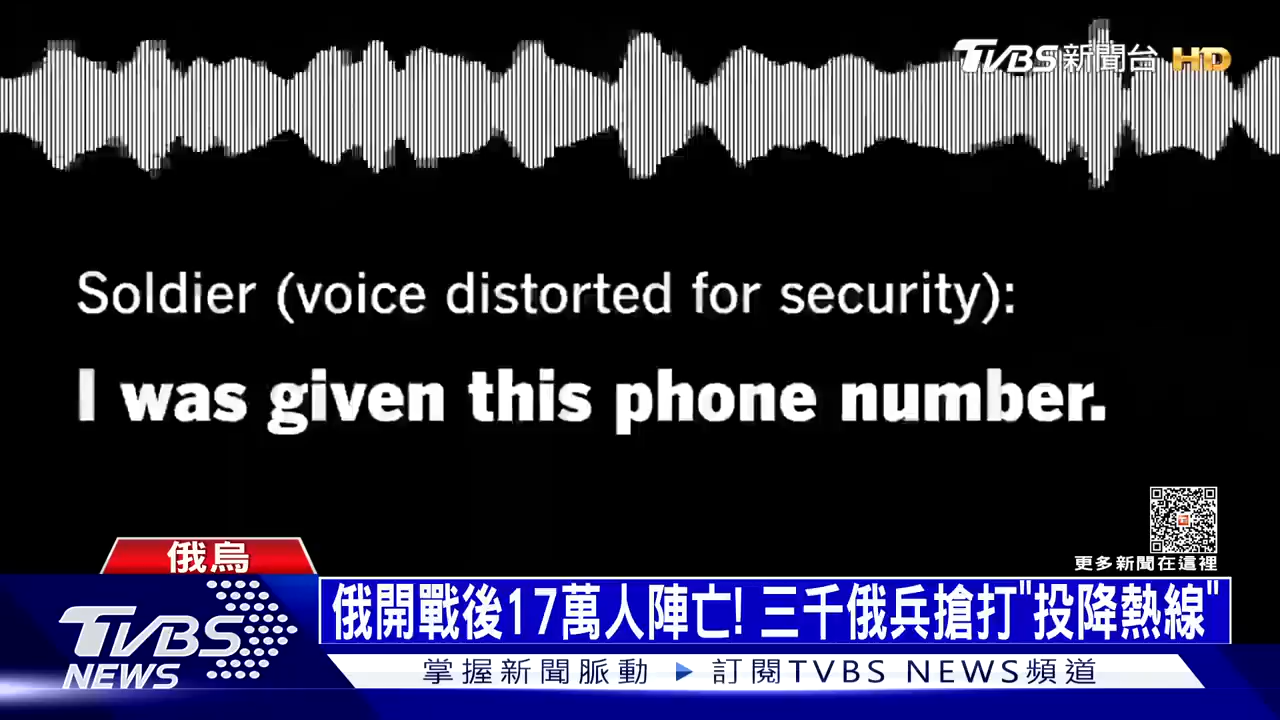 TVBS新聞台 HD
Soldier (voice distorted for security):
I was given this phone number.
更多新聞在這裡
俄烏
俄開戰後17萬人陣亡! 三千俄兵搶打"投降熱線"
TVBS NEWS
掌握新聞脈動 ▶ 訂閱TVBS NEWS頻道